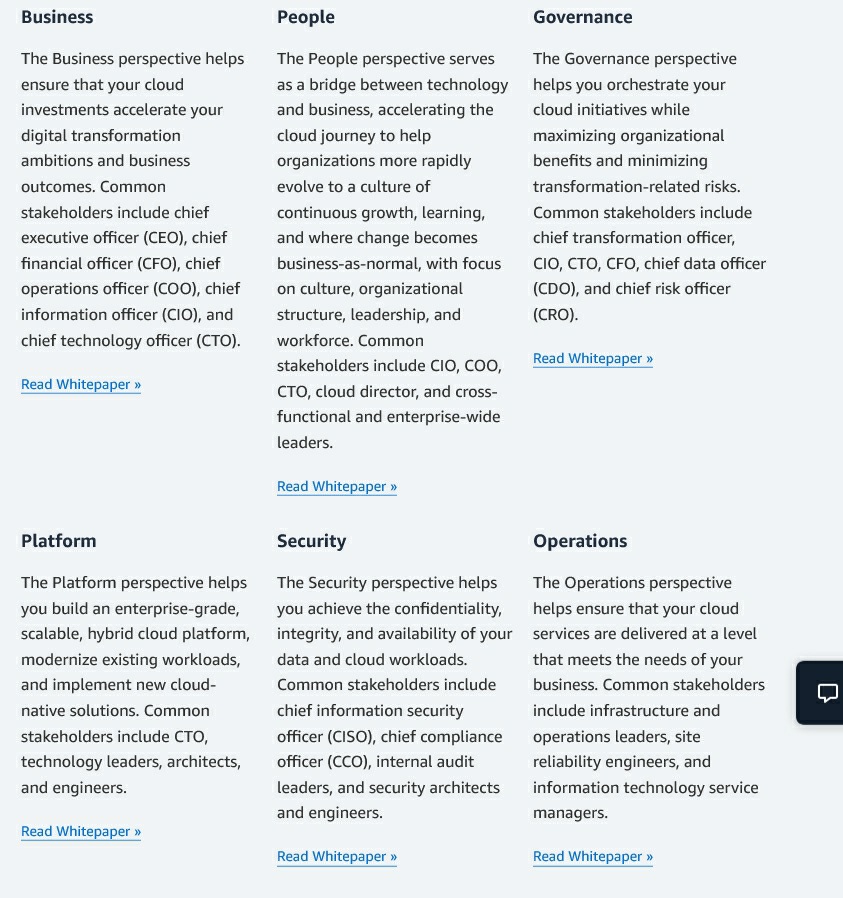 Business
The Business perspective helps
ensure that your cloud
investments accelerate your
digital transformation
ambitions and business
outcomes. Common
stakeholders include chief
executive officer (CEO), chief
financial officer (CFO), chief
operations officer (COO), chief
information officer (CIO), and
chief technology officer (CTO).
Read Whitepaper »
People
The People perspective serves
as a bridge between technology
and business, accelerating the
cloud journey to help
organizations more rapidly
evolve to a culture of
continuous growth, learning,
and where change becomes
business-as-normal, with focus
on culture, organizational
structure, leadership, and
workforce. Common
stakeholders include CIO, COO,
CTO, cloud director, and cross-
functional and enterprise-wide
leaders.
Read Whitepaper »
Governance
The Governance perspective
helps you orchestrate your
cloud initiatives while
maximizing organizational
benefits and minimizing
transformation-related risks.
Common stakeholders include
chief transformation officer,
CIO, CTO, CFO, chief data officer
(CDO), and chief risk officer
(CRO).
Read Whitepaper »
Platform
The Platform perspective helps
you build an enterprise-grade,
scalable, hybrid cloud platform,
modernize existing workloads,
and implement new cloud-
native solutions. Common
stakeholders include CTO,
technology leaders, architects,
and engineers.
Read Whitepaper »
Security
The Security perspective helps
you achieve the confidentiality,
integrity, and availability of your
data and cloud workloads.
Common stakeholders include
chief information security
officer (CISO), chief compliance
officer (CCO), internal audit
leaders, and security architects
and engineers.
Read Whitepaper »
Operations
The Operations perspective
helps ensure that your cloud
services are delivered at a level
that meets the needs of your
business. Common stakeholders
include infrastructure and
operations leaders, site
reliability engineers, and
information technology service
managers.
Read Whitepaper »